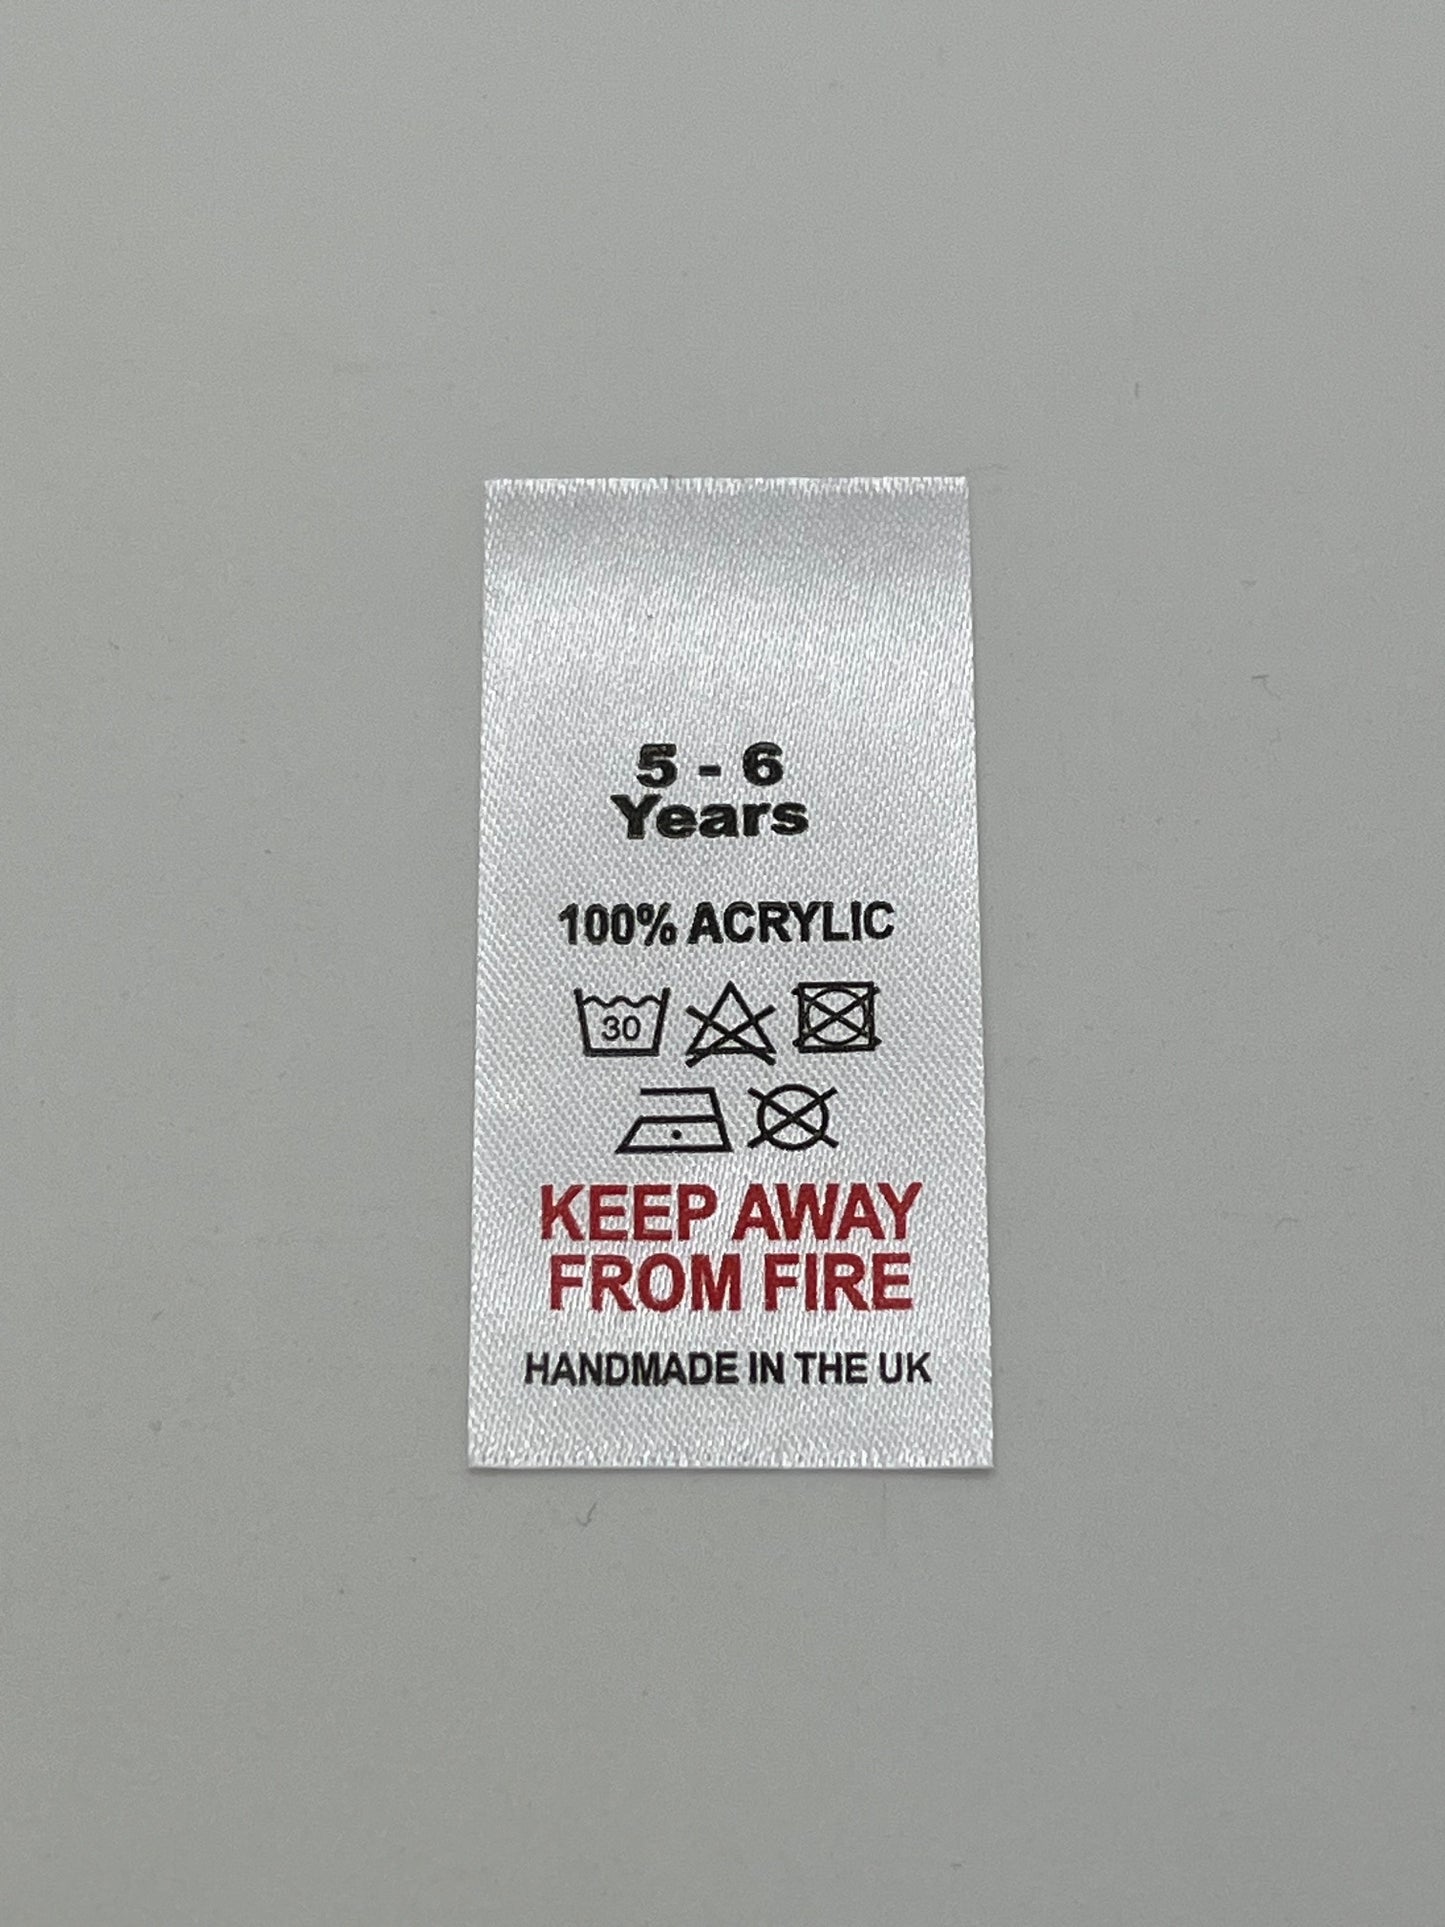 5 - 6
Years
100% ACRYLIC
30
KEEP AWAY
FROM FIRE
HANDMADE IN THE UK